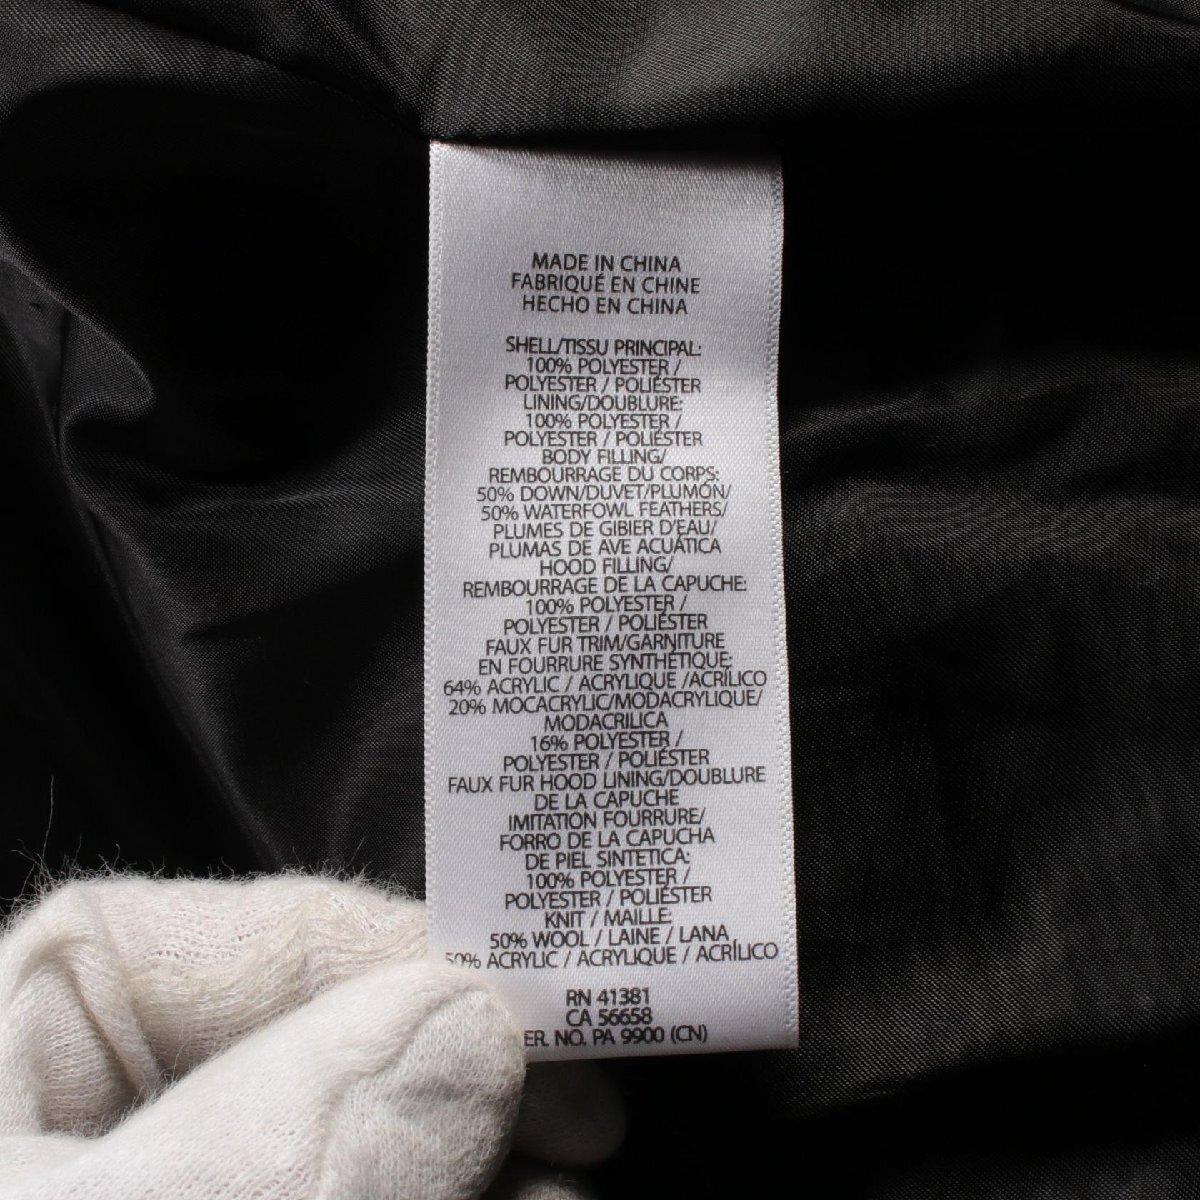 MADE IN CHINA
FABRIQUÉ EN CHINE
HECHO EN CHINA
SHELL/TISSU PRINCIPAL:
100% POLYESTER /
POLYESTER / POLIÉSTER
LINING/DOUBLURE:
100% POLYESTER /
POLYESTER / POLIÉSTER
BODY FILLING/
REMBOURRAGE DU CORPS:
50% DOWN/DUVET/PLUMÓN/
50% WATERFOWL FEATHERS/
PLUMES DE GIBIER D'EAU/
PLUMAS DE AVE ACUÁTICA
HOOD FILLING/
REMBOURRAGE DE LA CAPUCHE:
100% POLYESTER /
POLYESTER / POLIÉSTER
FAUX FUR TRIM/GARNITURE
EN FOURRURE SYNTHÉTIQUE:
64% ACRYLIC / ACRYLIQUE /ACRÍLICO
20% MOCACRYLIC/MODACRYLIQUE/
MODACRILICA
16% POLYESTER /
POLYESTER / POLIÉSTER
FAUX FUR HOOD LINING/DOUBLURE
DE LA CAPUCHE
IMITATION FOURRURE/
FORRO DE LA CAPUCHA
DE PIEL SINTETICA:
100% POLYESTER /
POLYESTER / POLIÉSTER
KNIT / MAILLE:
50% WOOL / LAINE / LANA
50% ACRYLIC / ACRYLIQUE / ACRÍLICO
RN 41381
CA 56658
ER. NO. PA 9900 (CN)